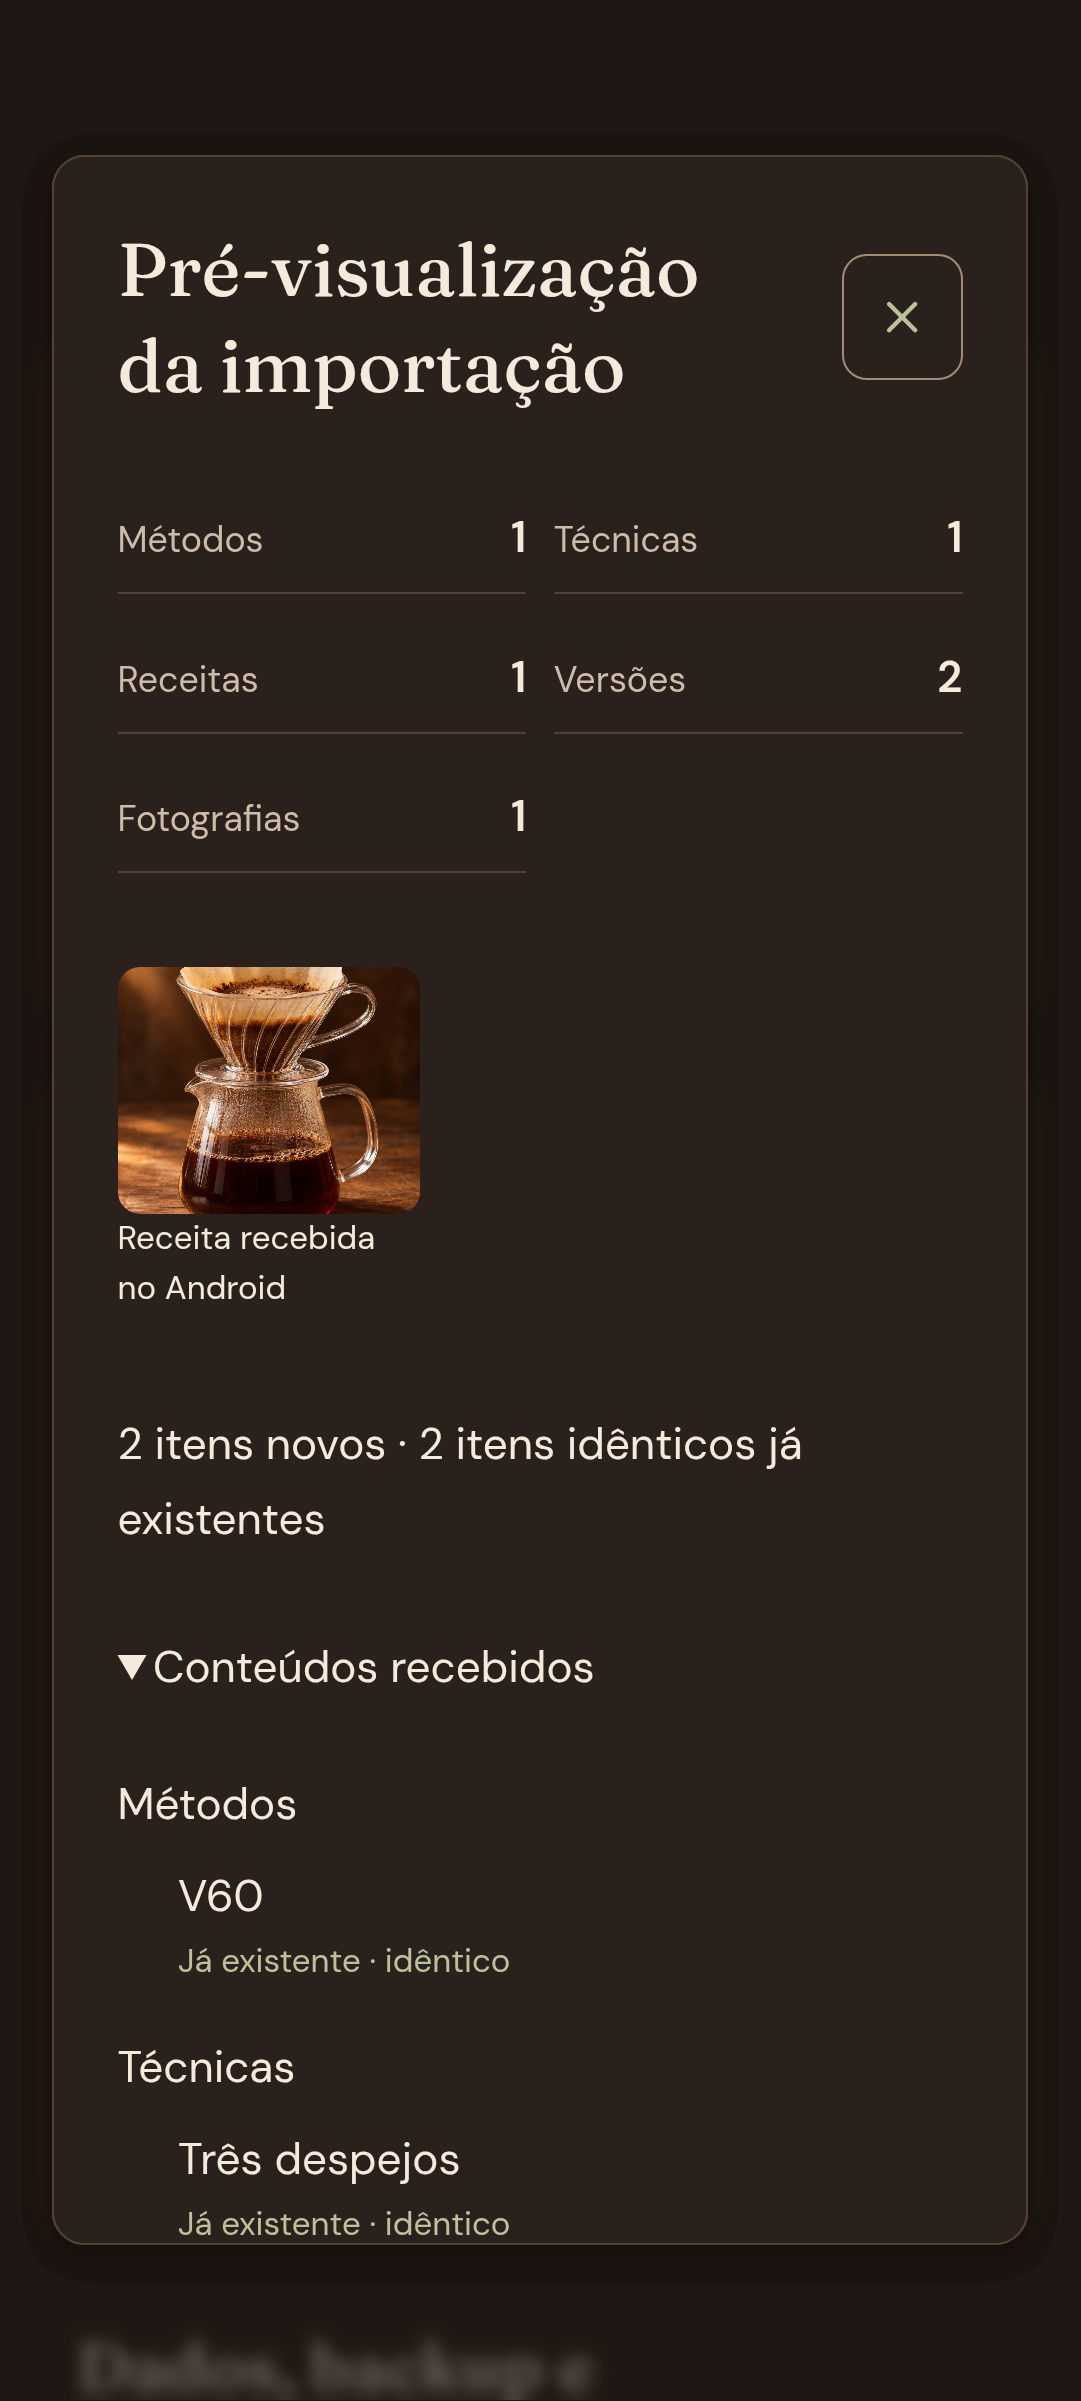 Pré-visualização
da importação
Métodos 1 Técnicas 1
Receitas 1 Versões 2
Fotografias 1
Receita recebida
no Android
2 itens novos · 2 itens idênticos já
existentes
▼ Conteúdos recebidos
Métodos
V60
Já existente · idêntico
Técnicas
Três despejos
Já existente · idêntico
Dados, backup e